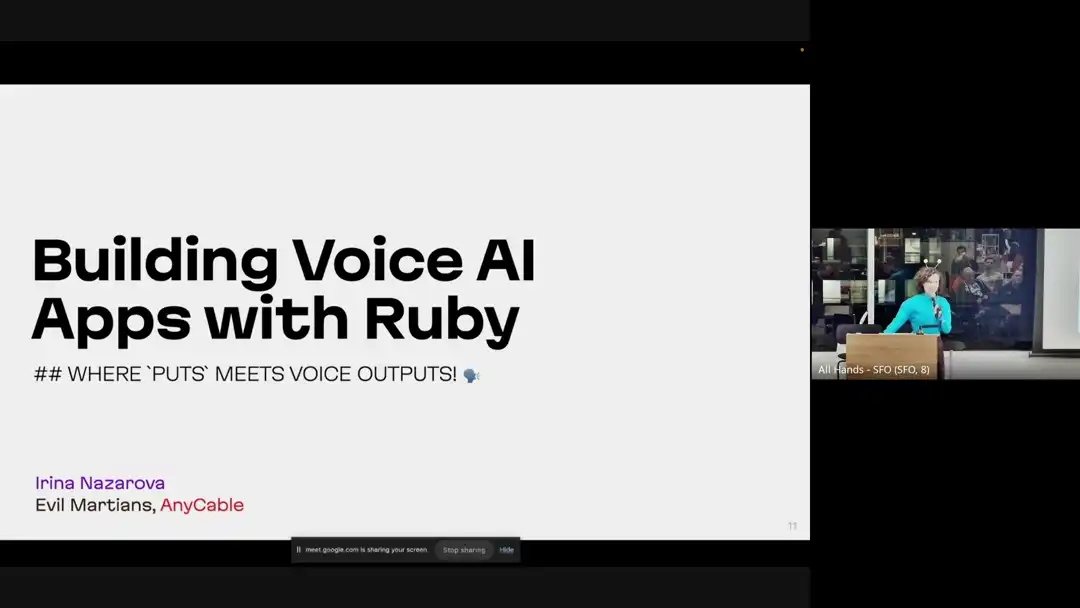 Building Voice AI
Apps with Ruby
## WHERE `PUTS` MEETS VOICE OUTPUTS!
Irina Nazarova
Evil Martians, AnyCable
11
meet.google.com is sharing your screen.
Stop sharing
Hide
All Hands - SFO (SFO, 8)